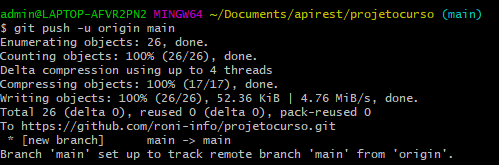 admin@LAPTOP-AFVR2PN2 MINGW64 ~/Documents/apirest/projetocurso (main)
$ git push -u origin main
Enumerating objects: 26, done.
Counting objects: 100% (26/26), done.
Delta compression using up to 4 threads
Compressing objects: 100% (17/17), done.
Writing objects: 100% (26/26), 52.36 KiB | 4.76 MiB/s, done.
Total 26 (delta 0), reused 0 (delta 0), pack-reused 0
To https://github.com/roni-info/projetocurso.git
 * [new branch]      main -> main
Branch 'main' set up to track remote branch 'main' from 'origin'.